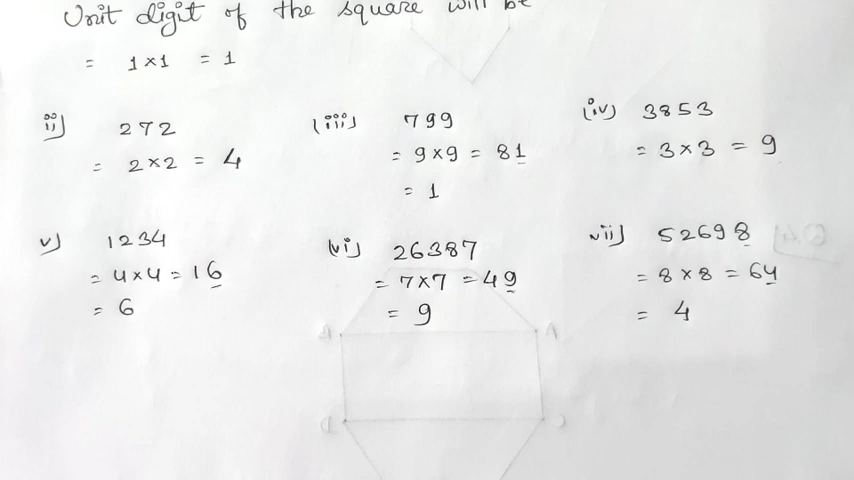 Unit digit of the square will be
= 1×1 = 1
ii) 272
= 2×2 = 4
(iii) 799
= 9×9 = 81
= 1
(iv) 3853
= 3×3 = 9
v) 1234
= 4×4 = 16
= 6
(vi) 26387
= 7×7 = 49
= 9
vii) 52698
= 8×8 = 64
= 4